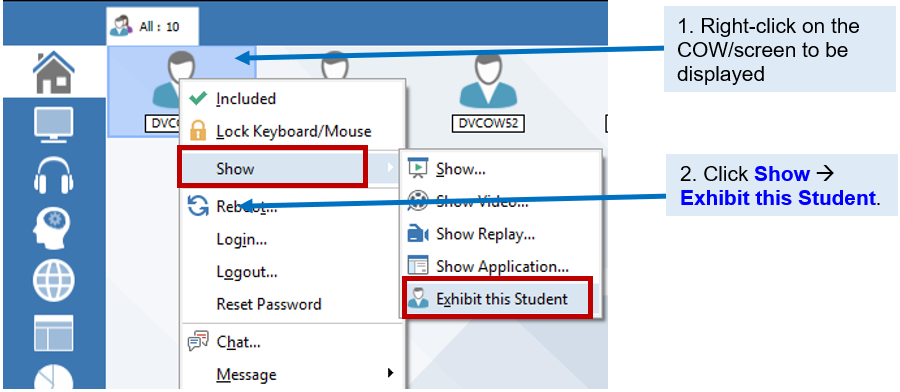 All : 10
1. Right-click on the
COW/screen to be
displayed
DVCOW52
Included
Lock Keyboard/Mouse
Show
Show...
2. Click Show →
Exhibit this Student.
Reboot...
Show Video...
Login...
Show Replay...
Logout...
Show Application...
Reset Password
Exhibit this Student
Chat...
Message